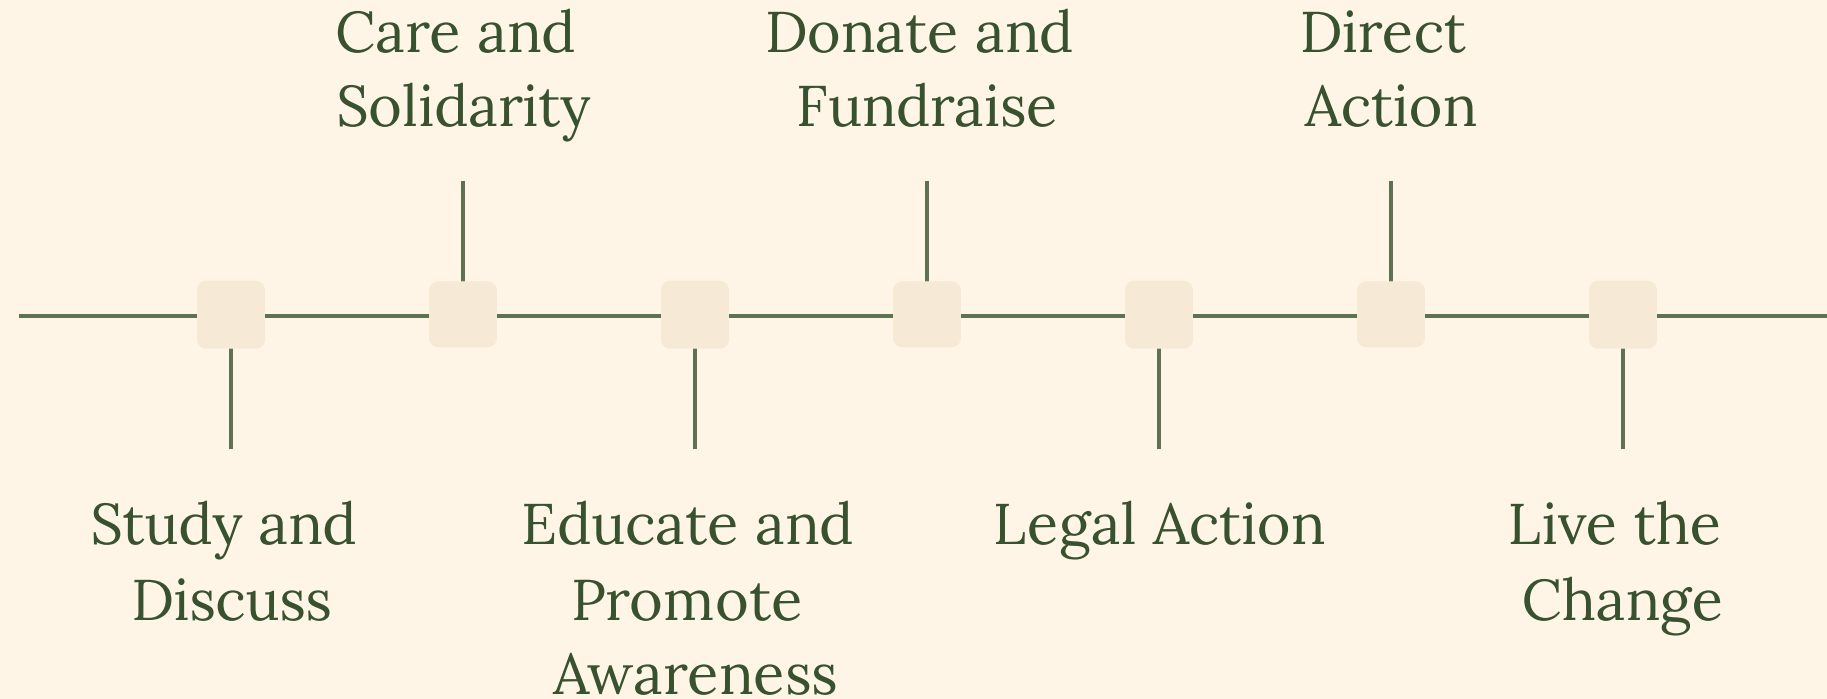 Care and
Solidarity
Donate and
Fundraise
Direct
Action
Study and
Discuss
Educate and
Promote
Awareness
Legal Action
Live the
Change